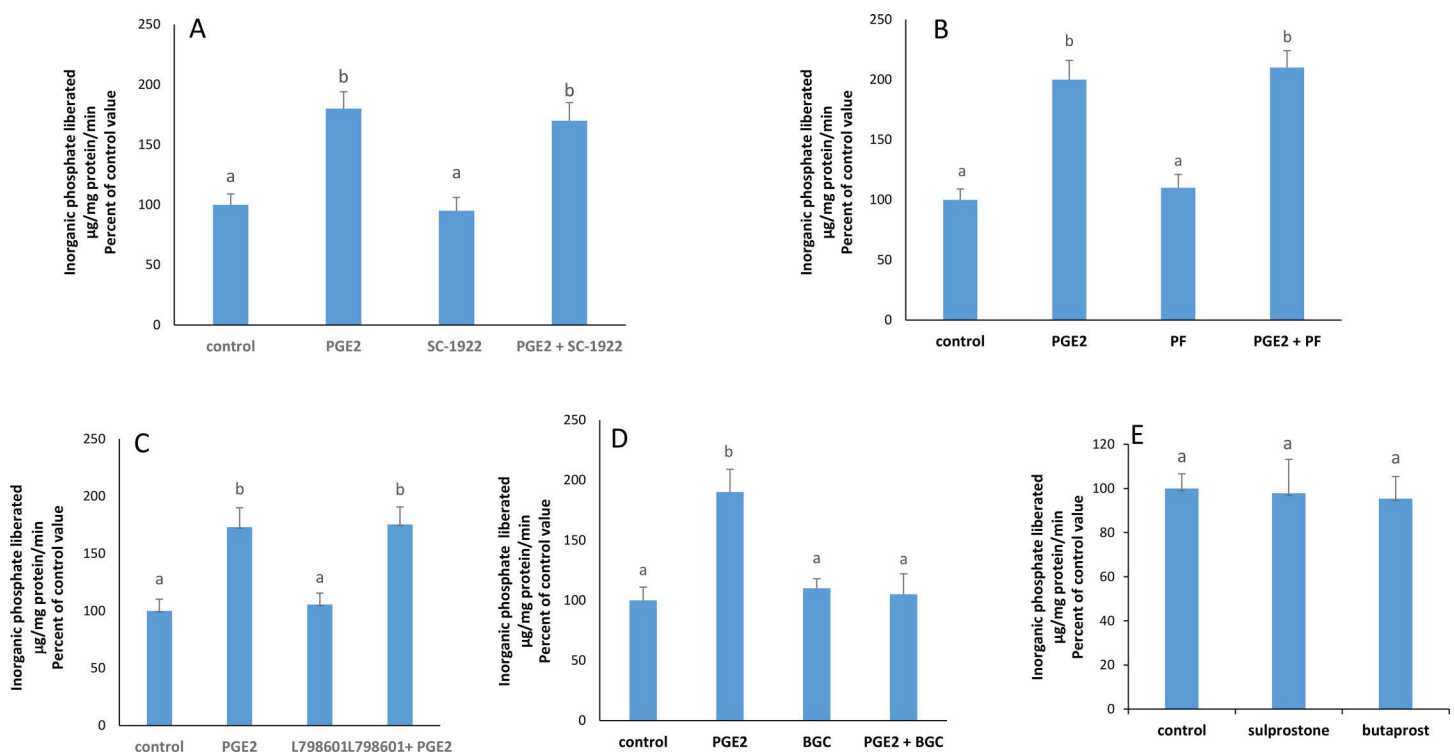 A
250
200
150
100
50
0
Inorganic phosphate liberated
µg/mg protein/min
Percent of control value
a
b
a
b
control
PGE2
SC-1922
PGE2 + SC-1922
B
250
200
150
100
50
0
Inorganic phosphate liberated
µg/mg protein/min
Percent of control value
a
b
a
b
control
PGE2
PF
PGE2 + PF
C
250
200
150
100
50
0
Inorganic phosphate liberated
µg/mg protein/min
Percent of control value
a
b
a
b
control
PGE2
L798601
L798601+ PGE2
D
250
200
150
100
50
0
Inorganic phosphate liberated
µg/mg protein/min
Percent of control value
a
b
a
a
control
PGE2
BGC
PGE2 + BGC
E
120
100
80
60
40
20
0
Inorganic phosphate liberated
µg/mg protein/min
Percent of control value
a
a
a
control
sulprostone
butaprost